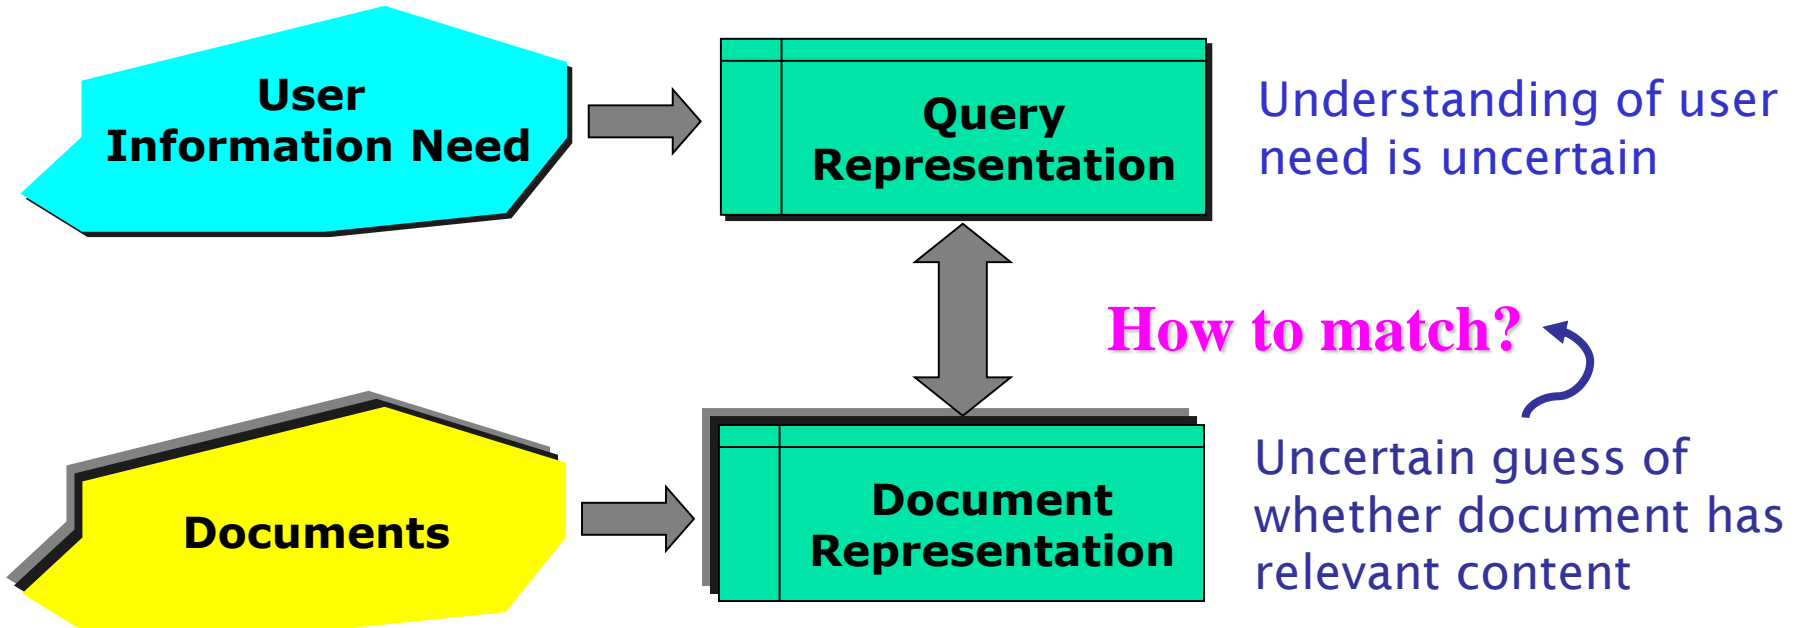 User
Information Need
Query
Representation
Understanding of user
need is uncertain
How to match?
Documents
Document
Representation
Uncertain guess of
whether document has
relevant content